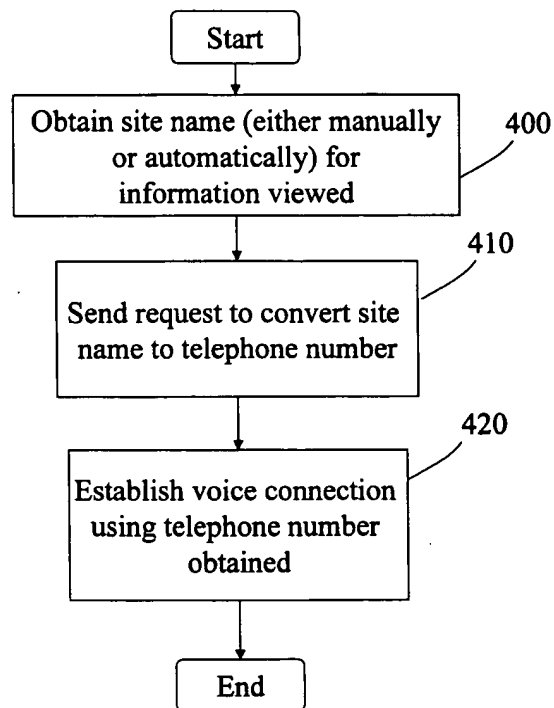 Start
Obtain site name (either manually
or automatically) for
information viewed
400
410
Send request to convert site
name to telephone number
420
Establish voice connection
using telephone number
obtained
End